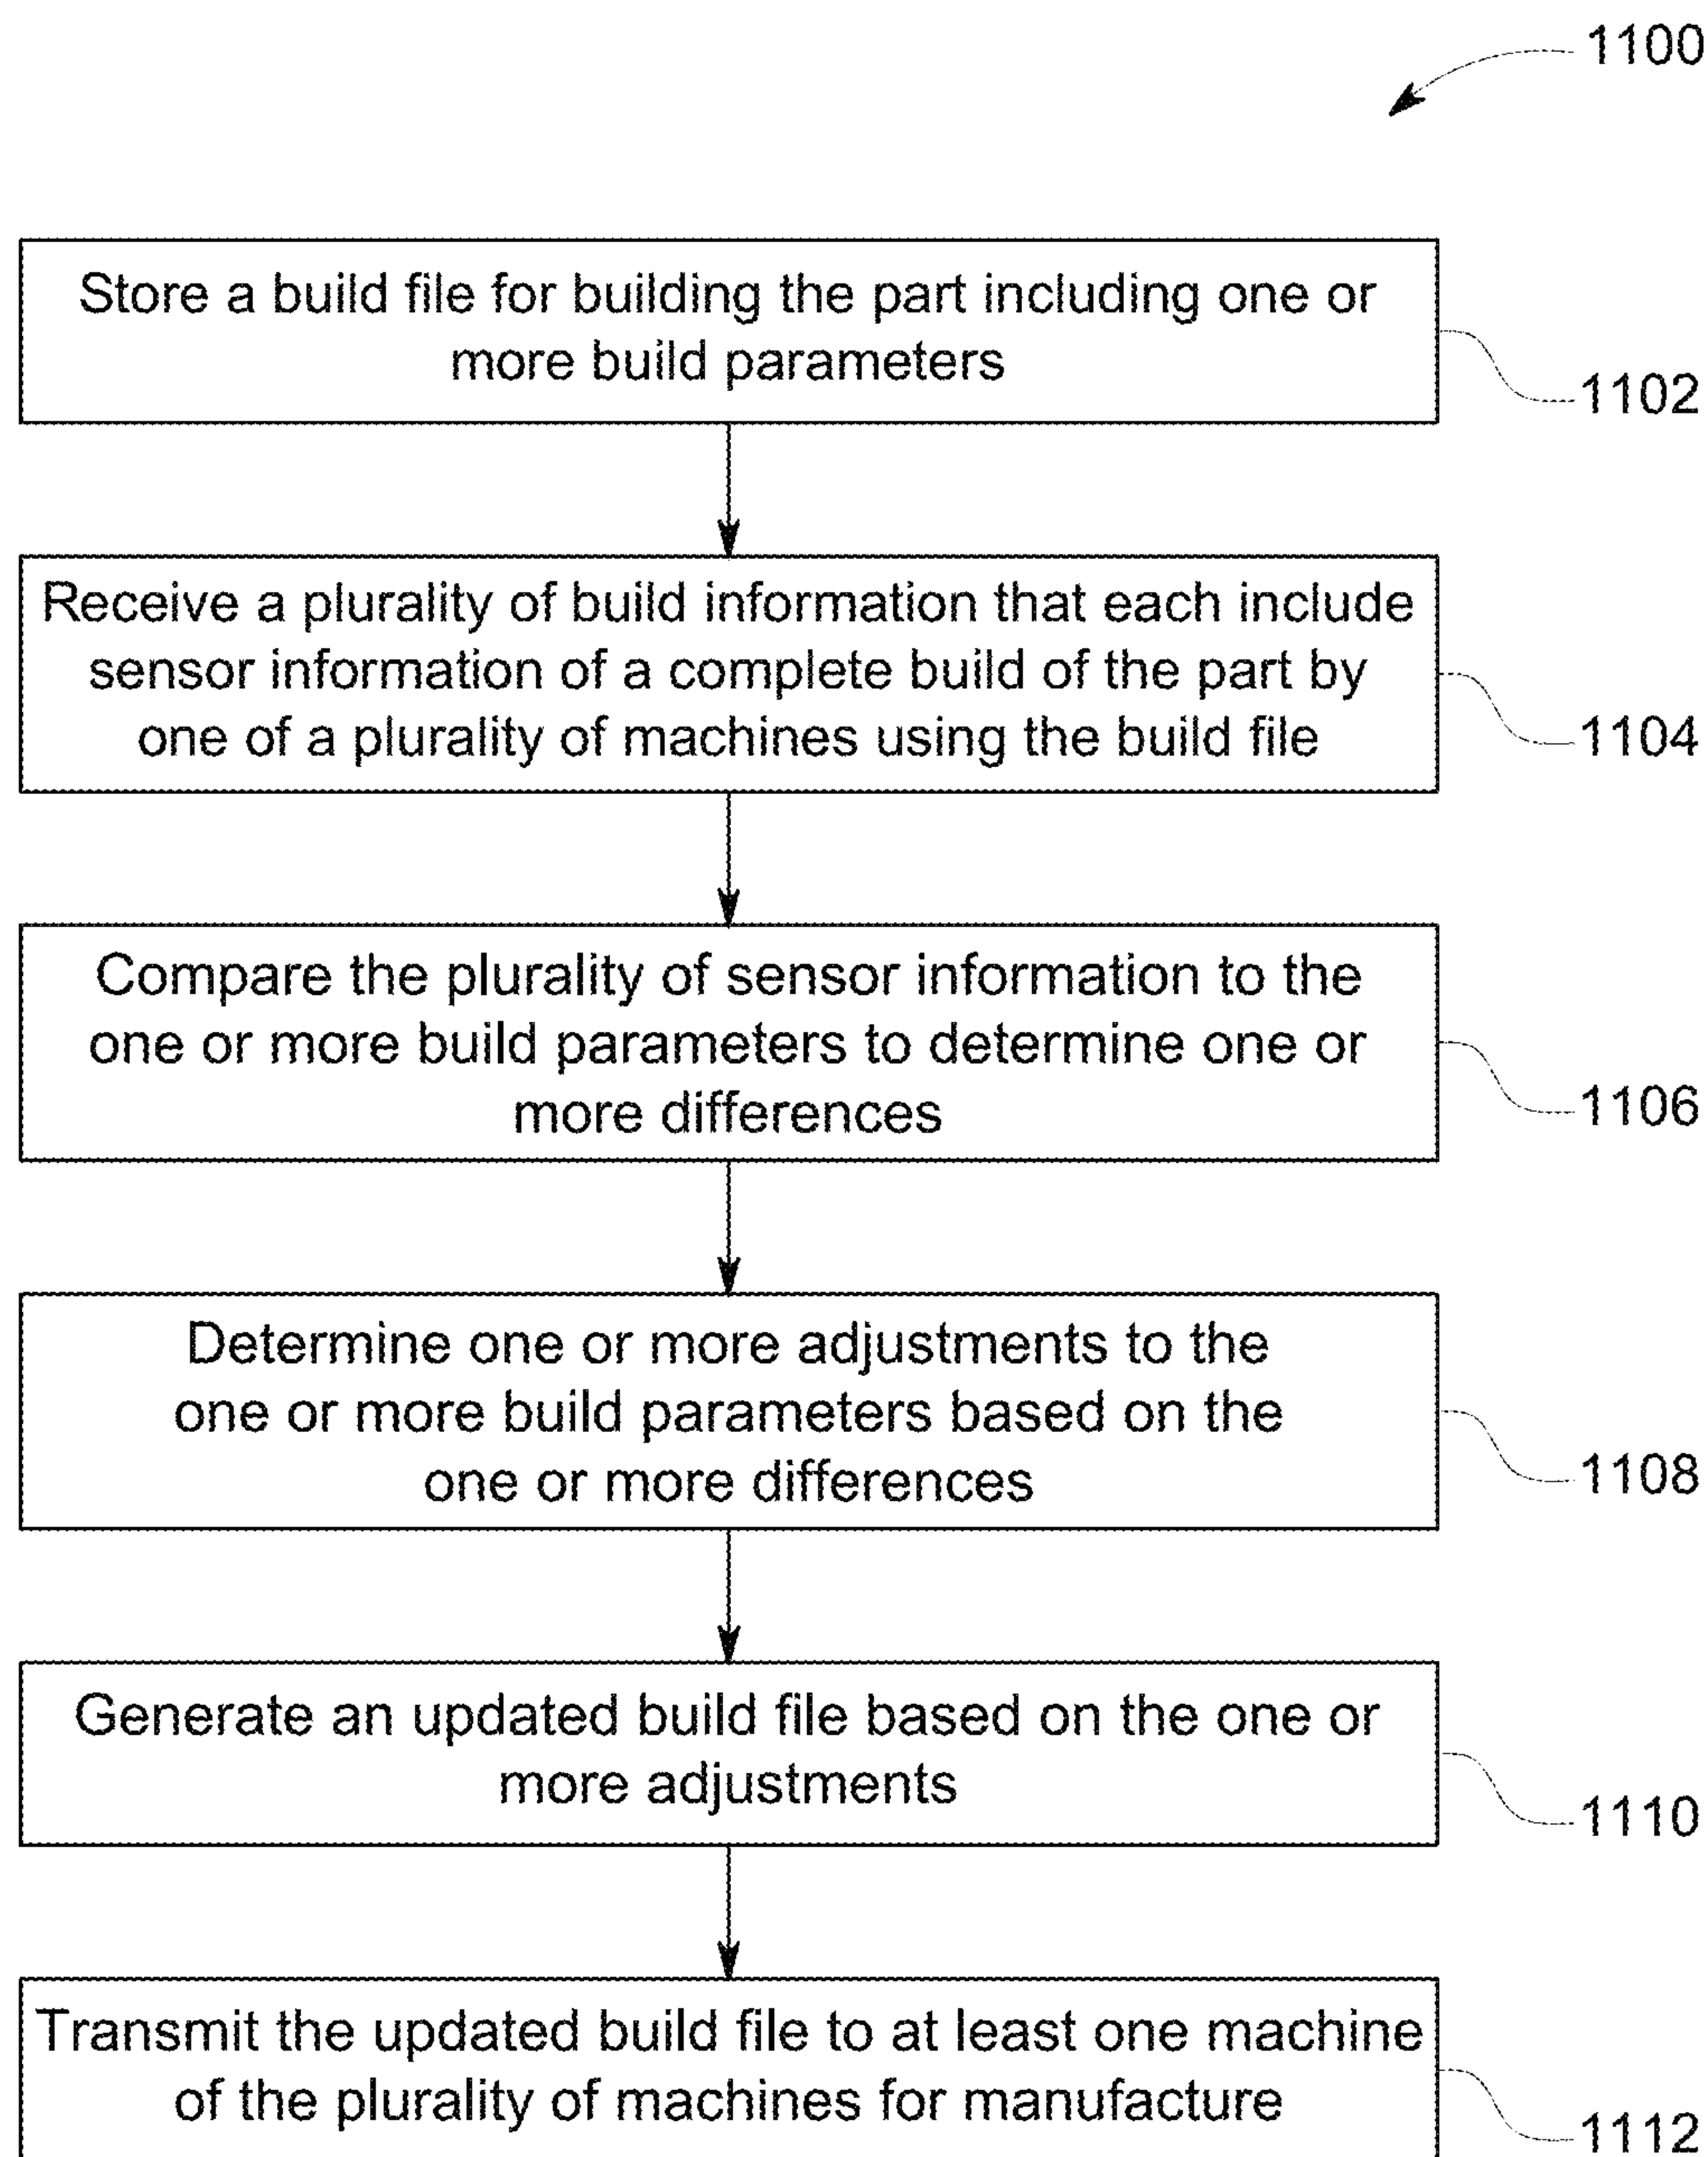 1100
Store a build file for building the part including one or
more build parameters
1102
Receive a plurality of build information that each include
sensor information of a complete build of the part by
one of a plurality of machines using the build file
1104
Compare the plurality of sensor information to the
one or more build parameters to determine one or
more differences
1106
Determine one or more adjustments to the
one or more build parameters based on the
one or more differences
1108
Generate an updated build file based on the one or
more adjustments
1110
Transmit the updated build file to at least one machine
of the plurality of machines for manufacture
1112